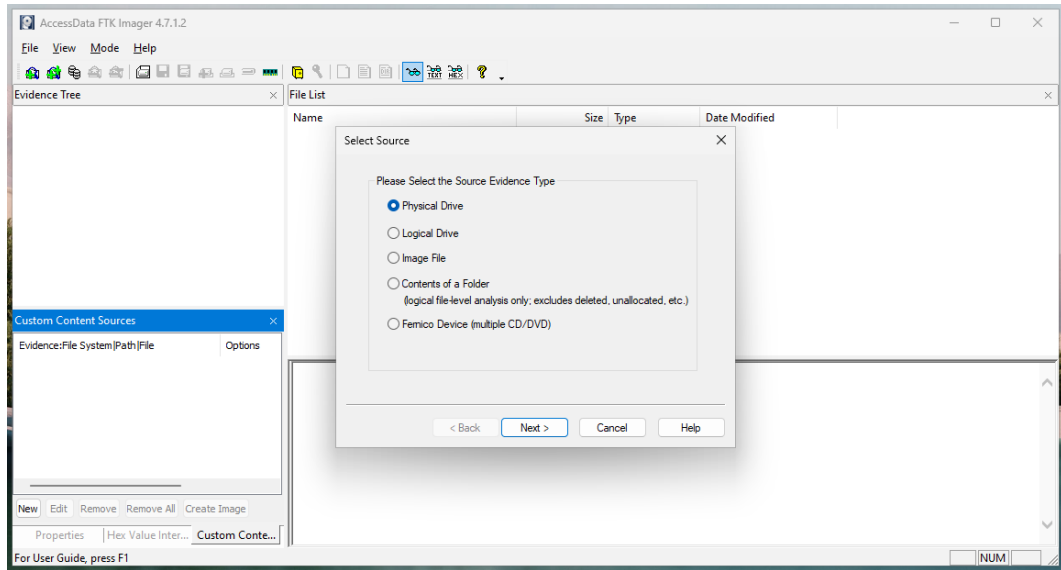 AccessData FTK Imager 4.7.1.2
File View Mode Help
TEXT HEX
Evidence Tree
File List
Name Size Type Date Modified
Select Source
Please Select the Source Evidence Type
Physical Drive
Logical Drive
Image File
Contents of a Folder
(logical file-level analysis only; excludes deleted, unallocated, etc.)
Fernico Device (multiple CD/DVD)
< Back Next > Cancel Help
Custom Content Sources
Evidence:File System|Path|File Options
New Edit Remove Remove All Create Image
Properties Hex Value Inter... Custom Conte...
For User Guide, press F1
NUM